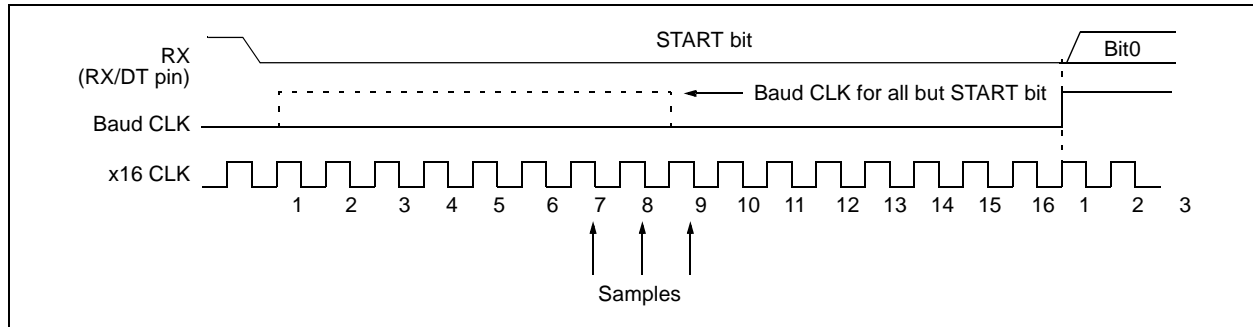 START bit
RX
(RX/DT pin)
Bit0
Baud CLK for all but START bit
Baud CLK
x16 CLK
1 2 3 4 5 6 7 8 9 10 11 12 13 14 15 16 1 2 3
Samples